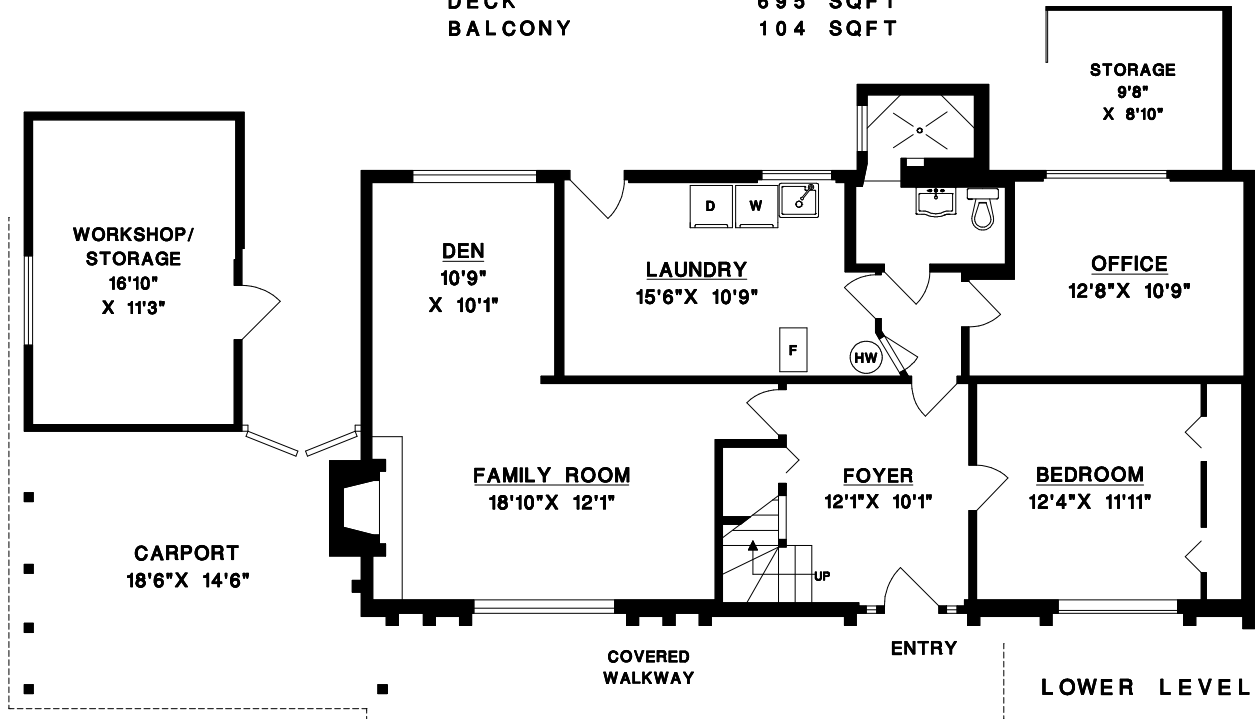 DECK 695 SQFT
BALCONY 104 SQFT
STORAGE
9'8"
X 8'10"
WORKSHOP/
STORAGE
16'10"
X 11'3"
DEN
10'9"
X 10'1"
D
W
LAUNDRY
15'6"X 10'9"
F
HW
OFFICE
12'8"X 10'9"
FAMILY ROOM
18'10"X 12'1"
FOYER
12'1"X 10'1"
BEDROOM
12'4"X 11'11"
CARPORT
18'6"X 14'6"
UP
ENTRY
COVERED
WALKWAY
LOWER LEVEL